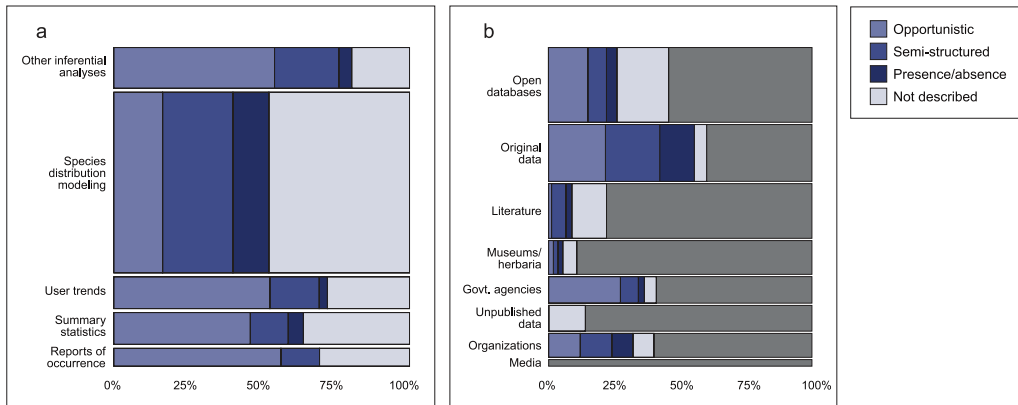 a
Other inferential
analyses
Species
distribution
modeling
User trends
Summary
statistics
Reports of
occurrence
0% 25% 50% 75% 100%
b
Open
databases
Original
data
Literature
Museums/
herbaria
Govt. agencies
Unpublished
data
Organizations
Media
0% 25% 50% 75% 100%
Opportunistic
Semi-structured
Presence/absence
Not described